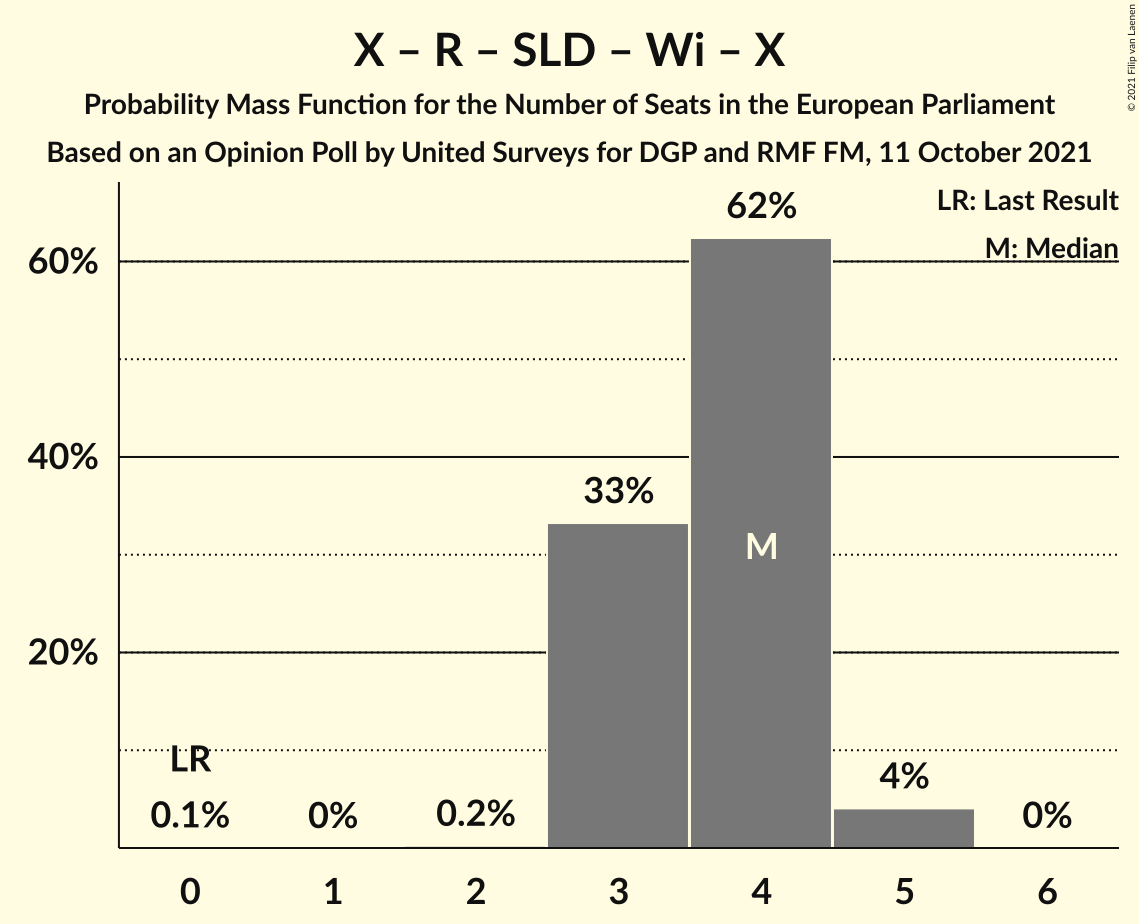 X – R – SLD – Wi – X
Probability Mass Function for the Number of Seats in the European Parliament
Based on an Opinion Poll by United Surveys for DGP and RMF FM, 11 October 2021
© 2021 Filip van Laenen
LR: Last Result
M: Median
62%
60%
40%
33%
M
20%
LR
0.1%
0%
0.2%
4%
0%
0
1
2
3
4
5
6